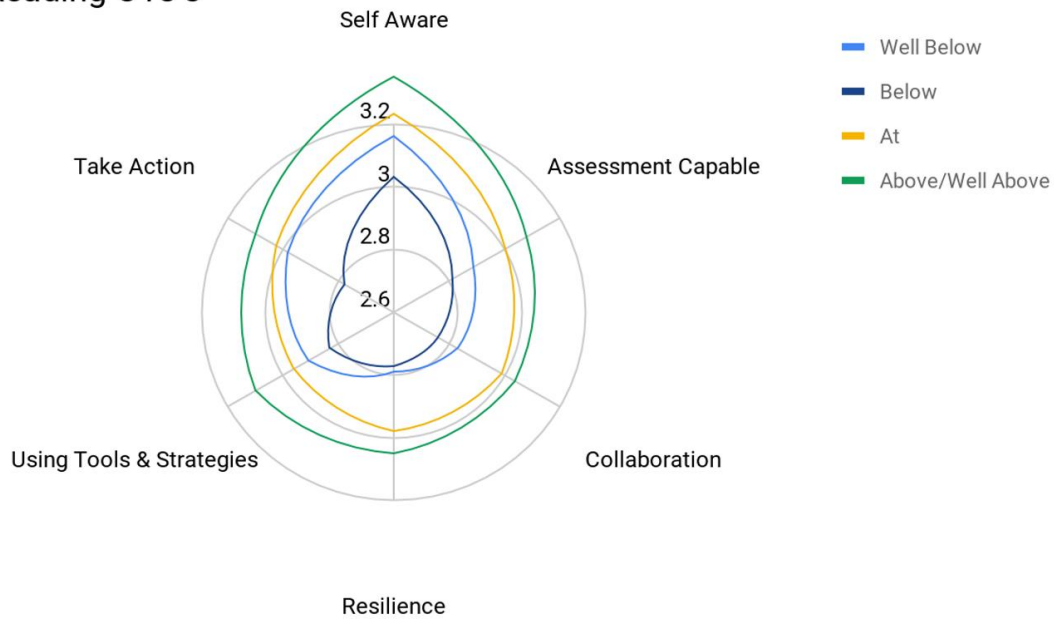 Self Aware
Well Below
Below
At
Above/Well Above
3.2
3
2.8
2.6
Take Action
Assessment Capable
Using Tools & Strategies
Collaboration
Resilience